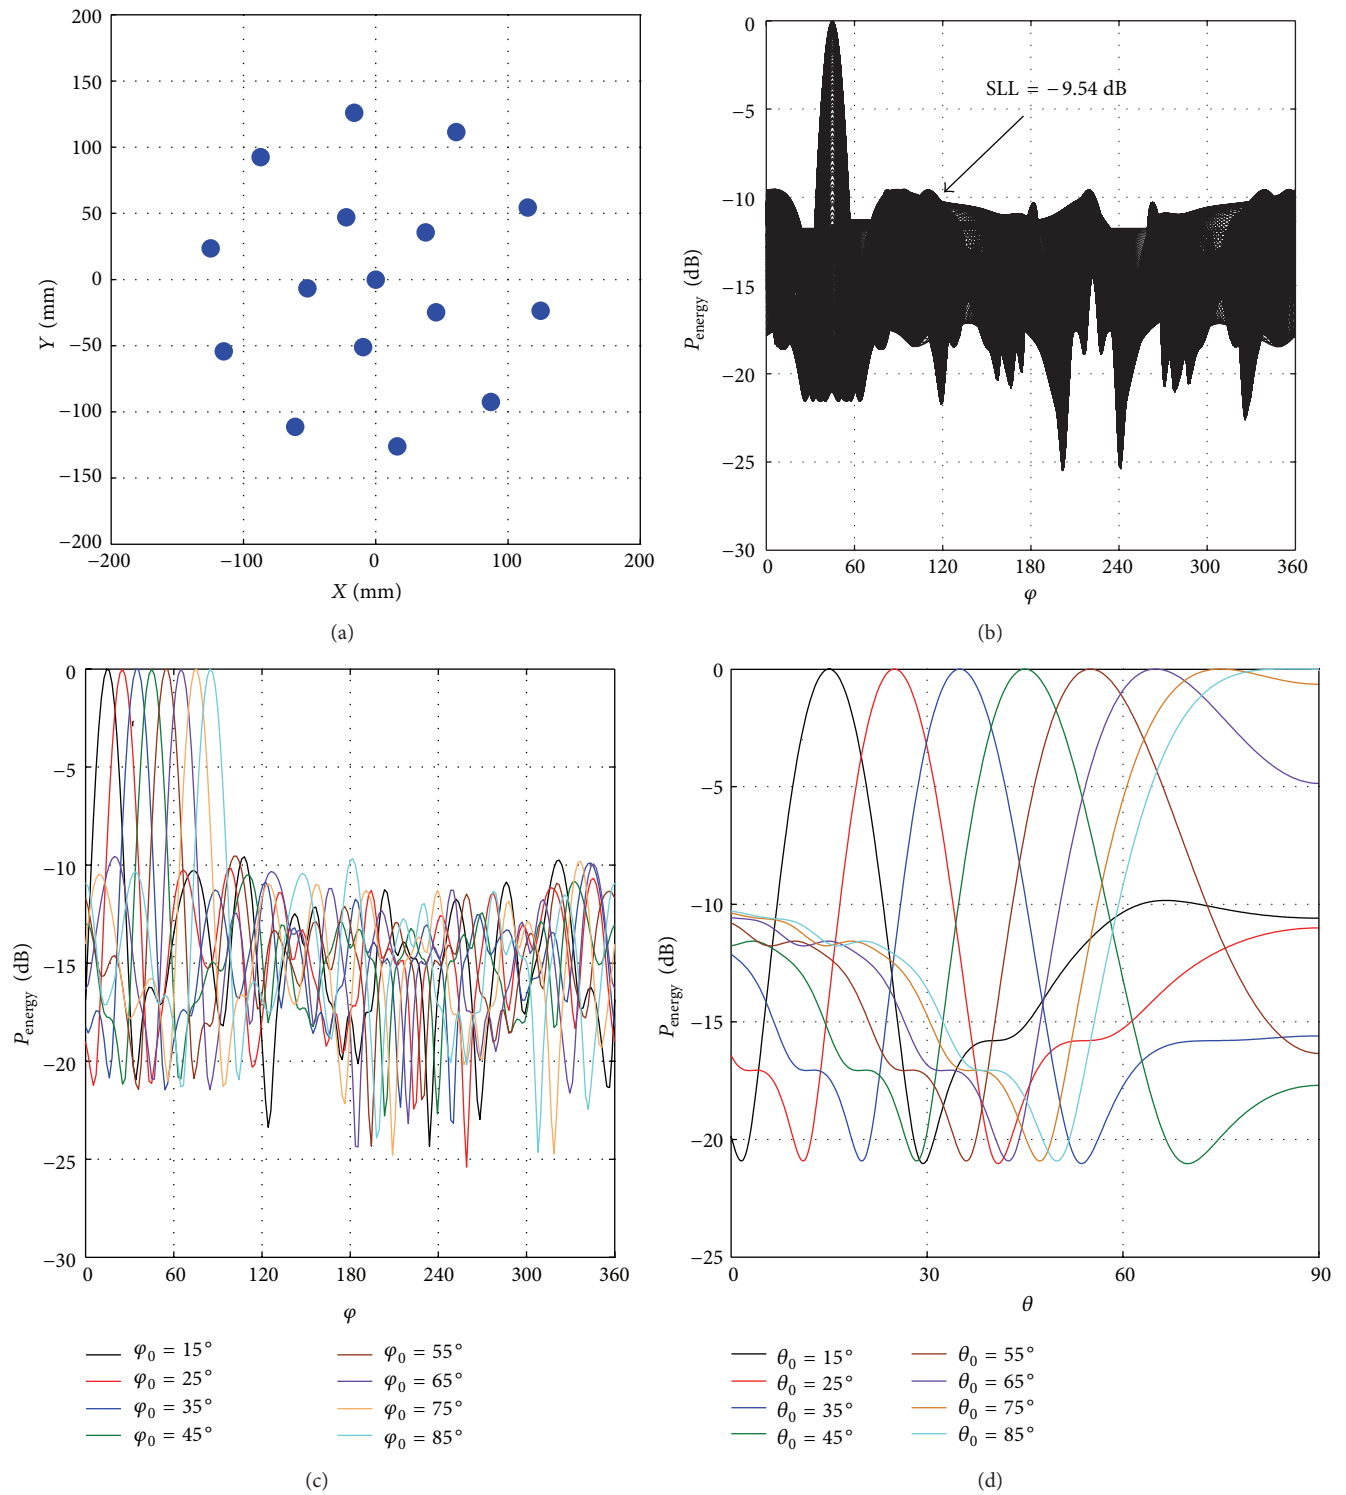 200
150
100
50
0
−50
−100
−150
−200
Y (mm)
−200
−100
0
100
200
X (mm)
(a)
0
−5
−10
−15
−20
−25
−30
P_energy (dB)
SLL = −9.54 dB
0
60
120
180
240
300
360
φ
(b)
0
−5
−10
−15
−20
−25
−30
P_energy (dB)
0
60
120
180
240
300
360
φ
φ₀ = 15°
φ₀ = 25°
φ₀ = 35°
φ₀ = 45°
φ₀ = 55°
φ₀ = 65°
φ₀ = 75°
φ₀ = 85°
(c)
0
−5
−10
−15
−20
−25
P_energy (dB)
0
30
60
90
θ
θ₀ = 15°
θ₀ = 25°
θ₀ = 35°
θ₀ = 45°
θ₀ = 55°
θ₀ = 65°
θ₀ = 75°
θ₀ = 85°
(d)